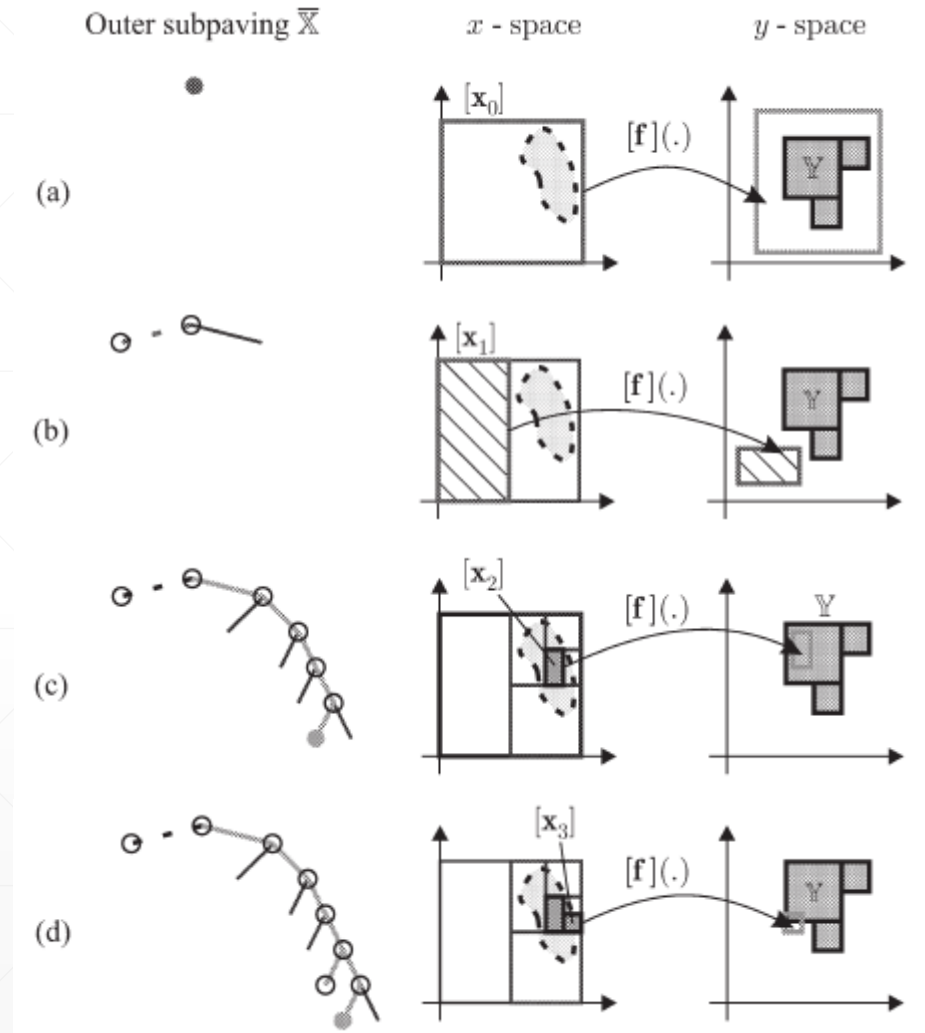 Outer subpaving 𝕏̅ x - space y - space
[x₀]
[f](.)
𝕐
(a)
[x₁]
[f](.)
𝕐
(b)
[x₂]
[f](.)
𝕐
(c)
[x₃]
[f](.)
𝕐
(d)